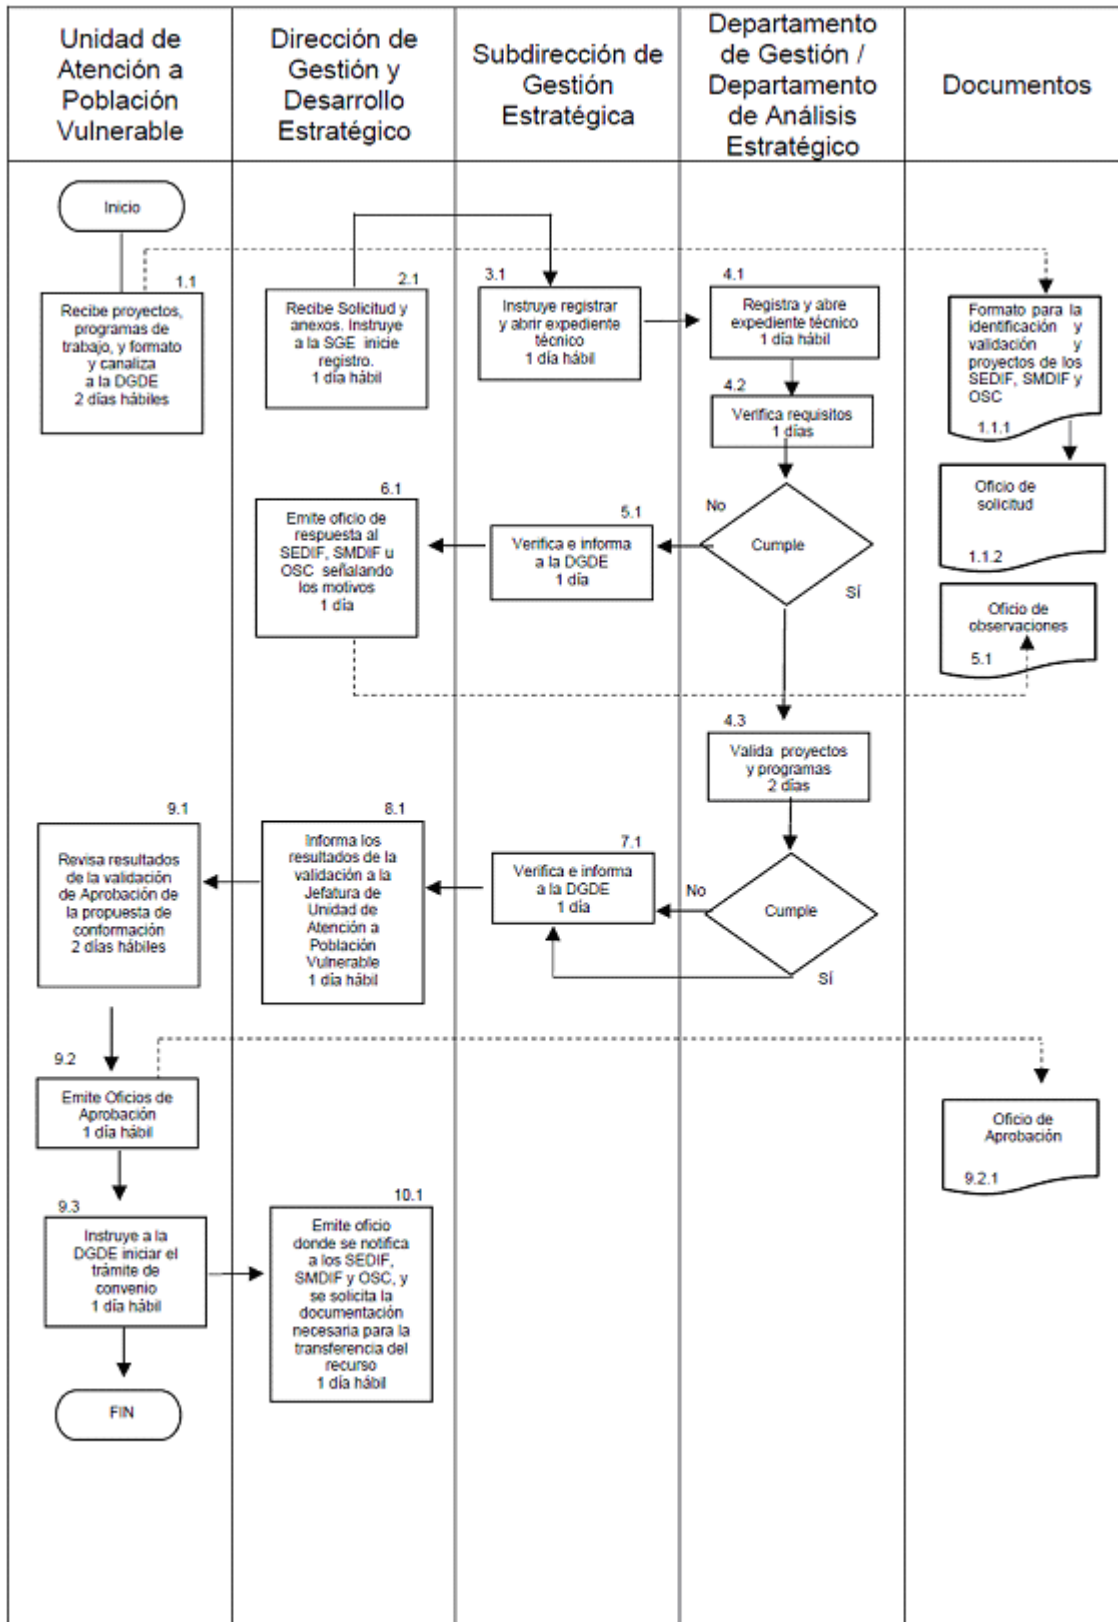 Unidad de
Atención a
Población
Vulnerable
Dirección de
Gestión y
Desarrollo
Estratégico
Subdirección de
Gestión
Estratégica
Departamento
de Gestión /
Departamento
de Análisis
Estratégico
Documentos
Inicio
1.1
Recibe proyectos,
programas de
trabajo, y formato
y canaliza
a la DGDE
2 días hábiles
2.1
Recibe Solicitud y
anexos. Instruye
a la SGE inicie
registro.
1 día hábil
3.1
Instruye registrar
y abrir expediente
técnico
1 día hábil
4.1
Registra y abre
expediente técnico
1 día hábil
4.2
Verifica requisitos
1 días
Formato para la
identificación y
validación y
proyectos de los
SEDIF, SMDIF y
OSC
1.1.1
Oficio de
solicitud
1.1.2
No
Cumple
Sí
5.1
Verifica e informa
a la DGDE
1 día
6.1
Emite oficio de
respuesta al
SEDIF, SMDIF u
OSC señalando
los motivos
1 día
Oficio de
observaciones
5.1
4.3
Valida proyectos
y programas
2 días
Cumple
No
Sí
7.1
Verifica e informa
a la DGDE
1 día
8.1
Informa los
resultados de la
validación a la
Jefatura de
Unidad de
Atención a
Población
Vulnerable
1 día hábil
9.1
Revisa resultados
de la validación
de Aprobación de
la propuesta de
conformación
2 días hábiles
9.2
Emite Oficios de
Aprobación
1 día hábil
Oficio de
Aprobación
9.2.1
9.3
Instruye a la
DGDE iniciar el
trámite de
convenio
1 día hábil
10.1
Emite oficio
donde se notifica
a los SEDIF,
SMDIF y OSC, y
se solicita la
documentación
necesaria para la
transferencia del
recurso
1 día hábil
FIN